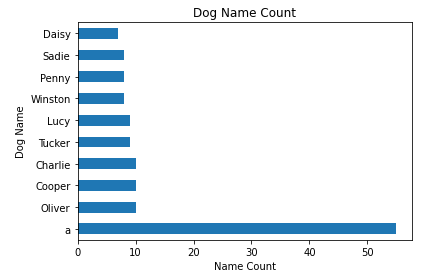 Dog Name Count
Daisy
Sadie
Penny
Winston
Lucy
Tucker
Charlie
Cooper
Oliver
a
Dog Name
0 10 20 30 40 50
Name Count